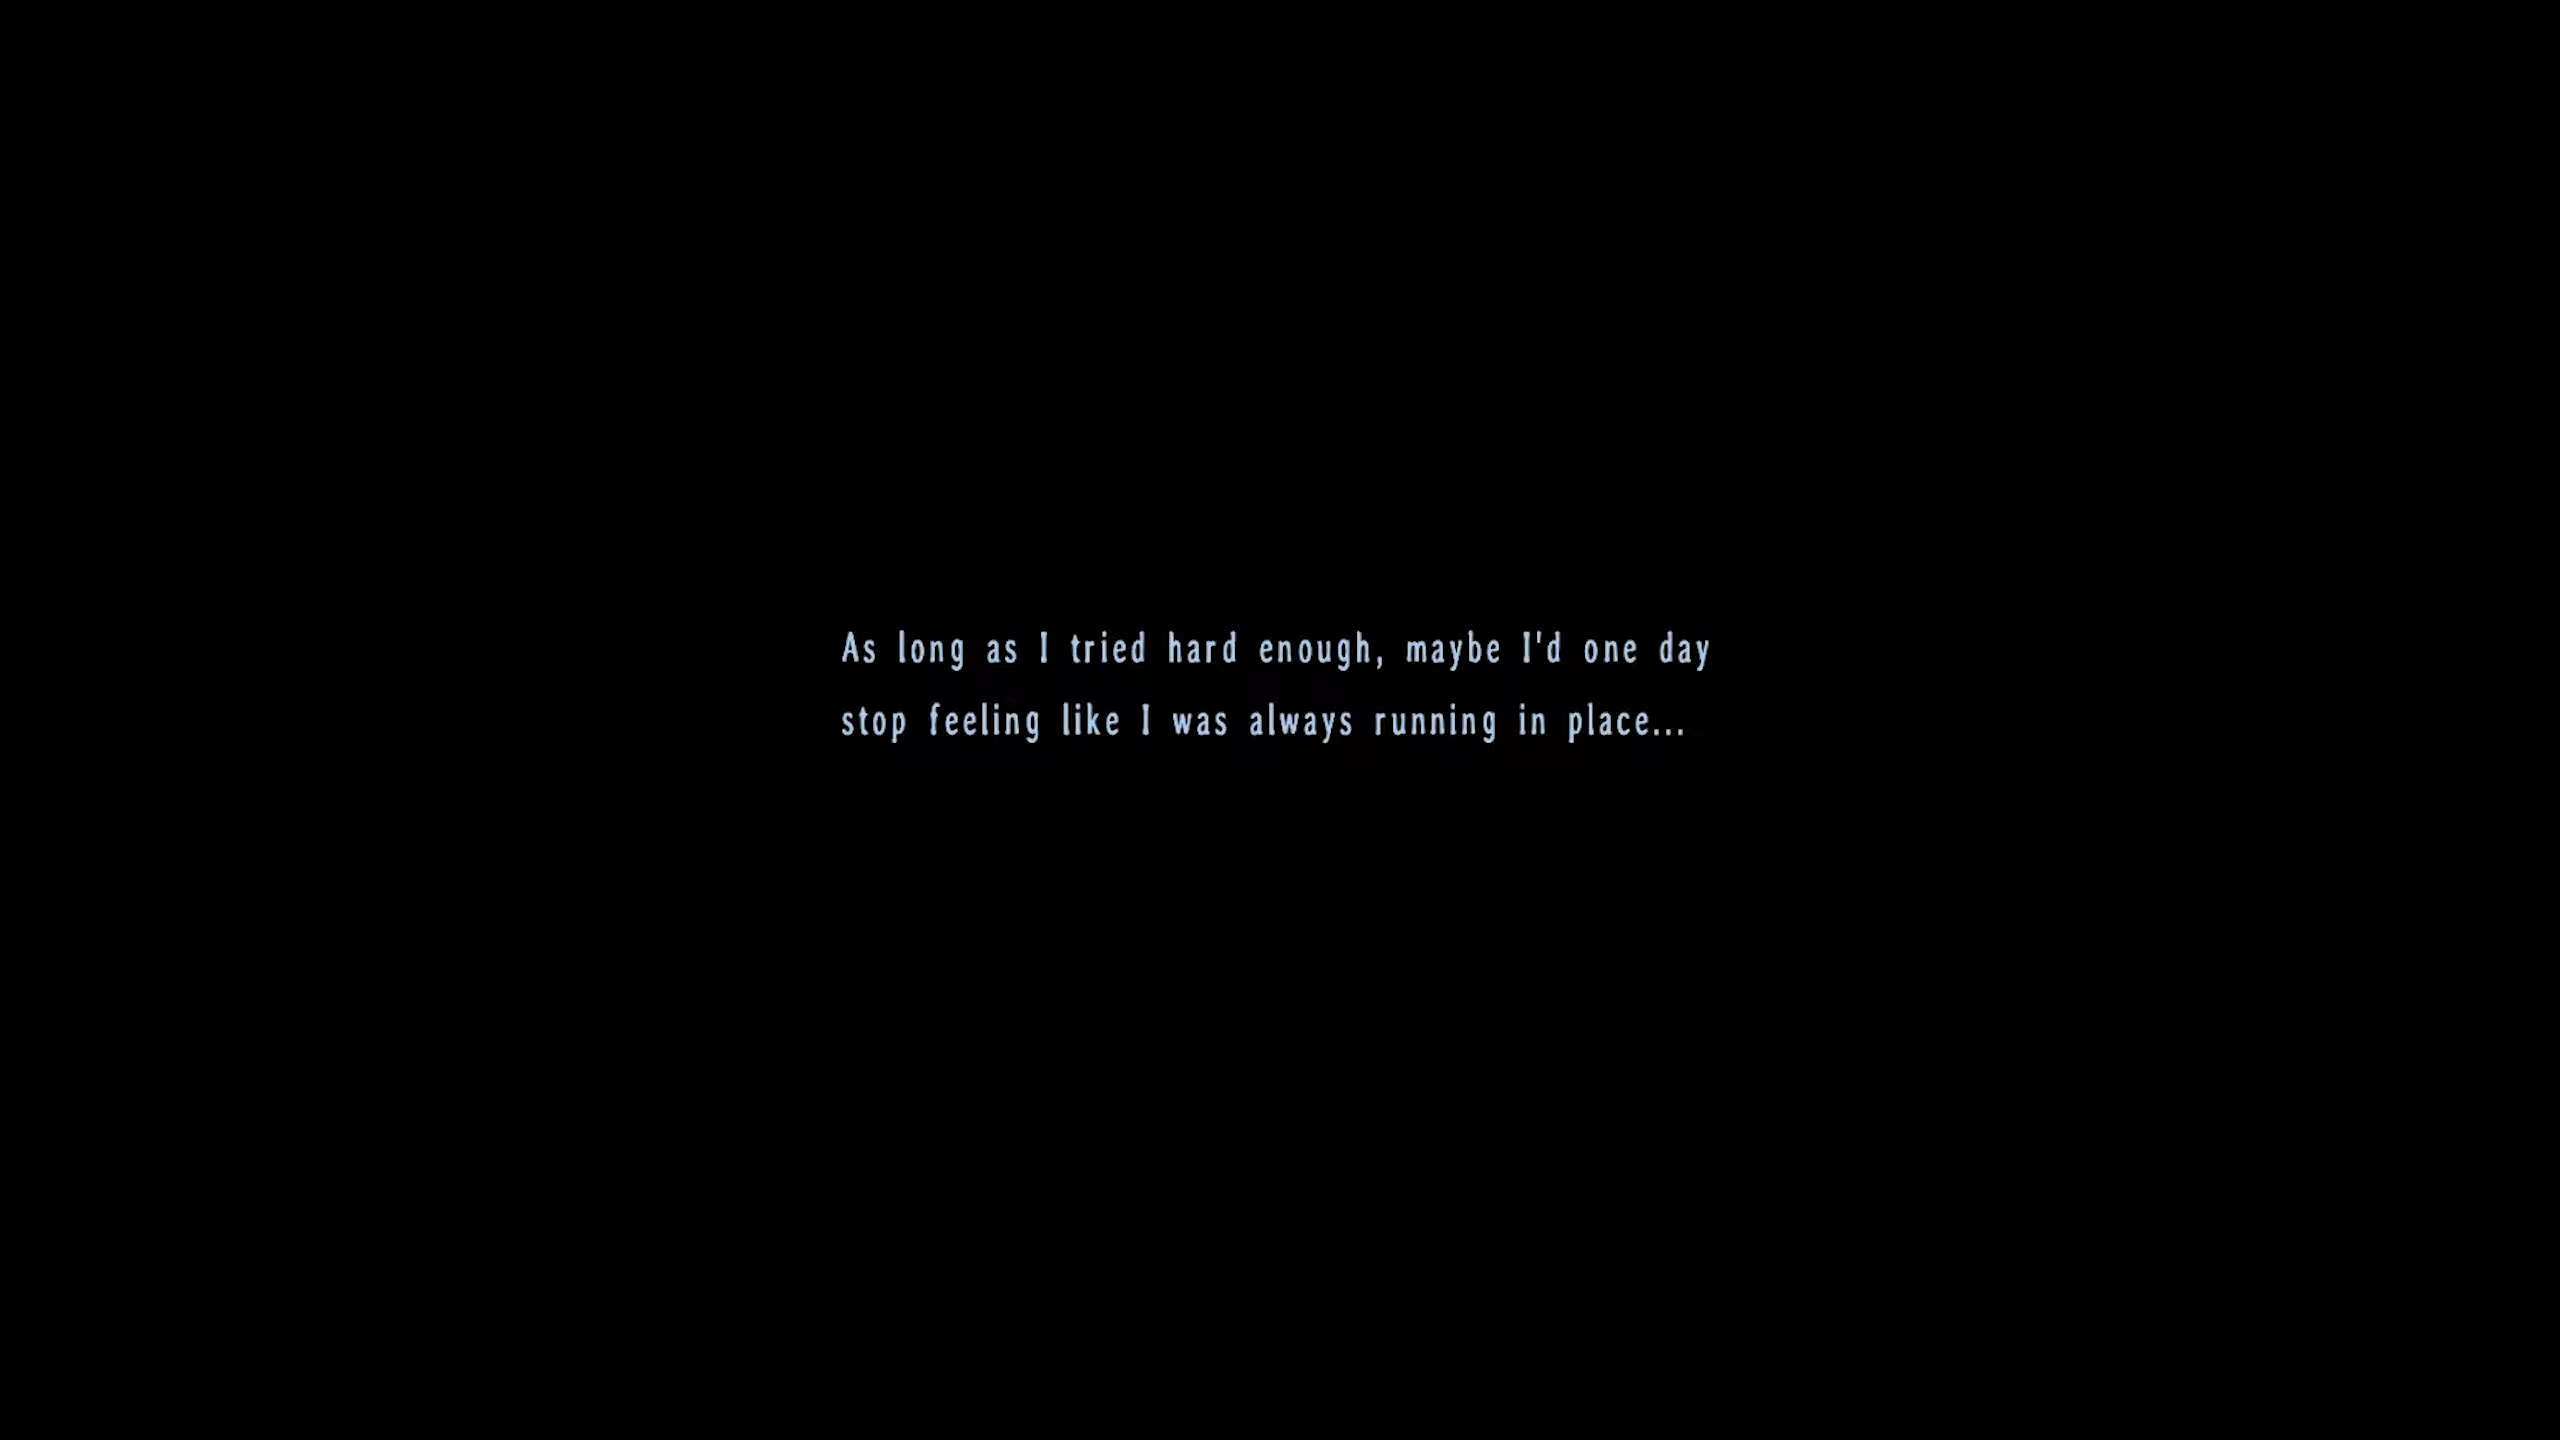 As long as I tried hard enough, maybe I'd one day
stop feeling like I was always running in place...